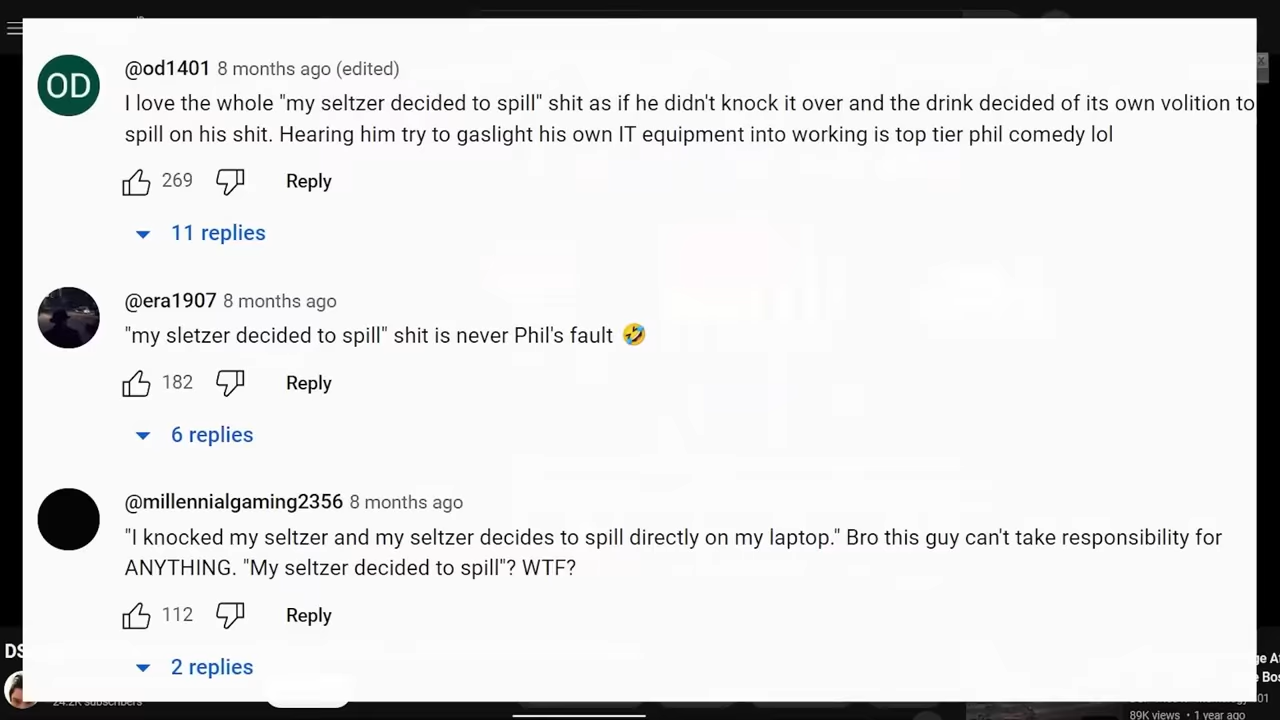 @od1401 8 months ago (edited)
I love the whole "my seltzer decided to spill" shit as if he didn't knock it over and the drink decided of its own volition to
spill on his shit. Hearing him try to gaslight his own IT equipment into working is top tier phil comedy lol
OD
269 Reply
11 replies
@era1907 8 months ago
"my sletzer decided to spill" shit is never Phil's fault 🤣
182 Reply
6 replies
@millennialgaming2356 8 months ago
"I knocked my seltzer and my seltzer decides to spill directly on my laptop." Bro this guy can't take responsibility for
ANYTHING. "My seltzer decided to spill"? WTF?
112 Reply
2 replies
DS
24.2K subscribers
89K views • 1 year ago